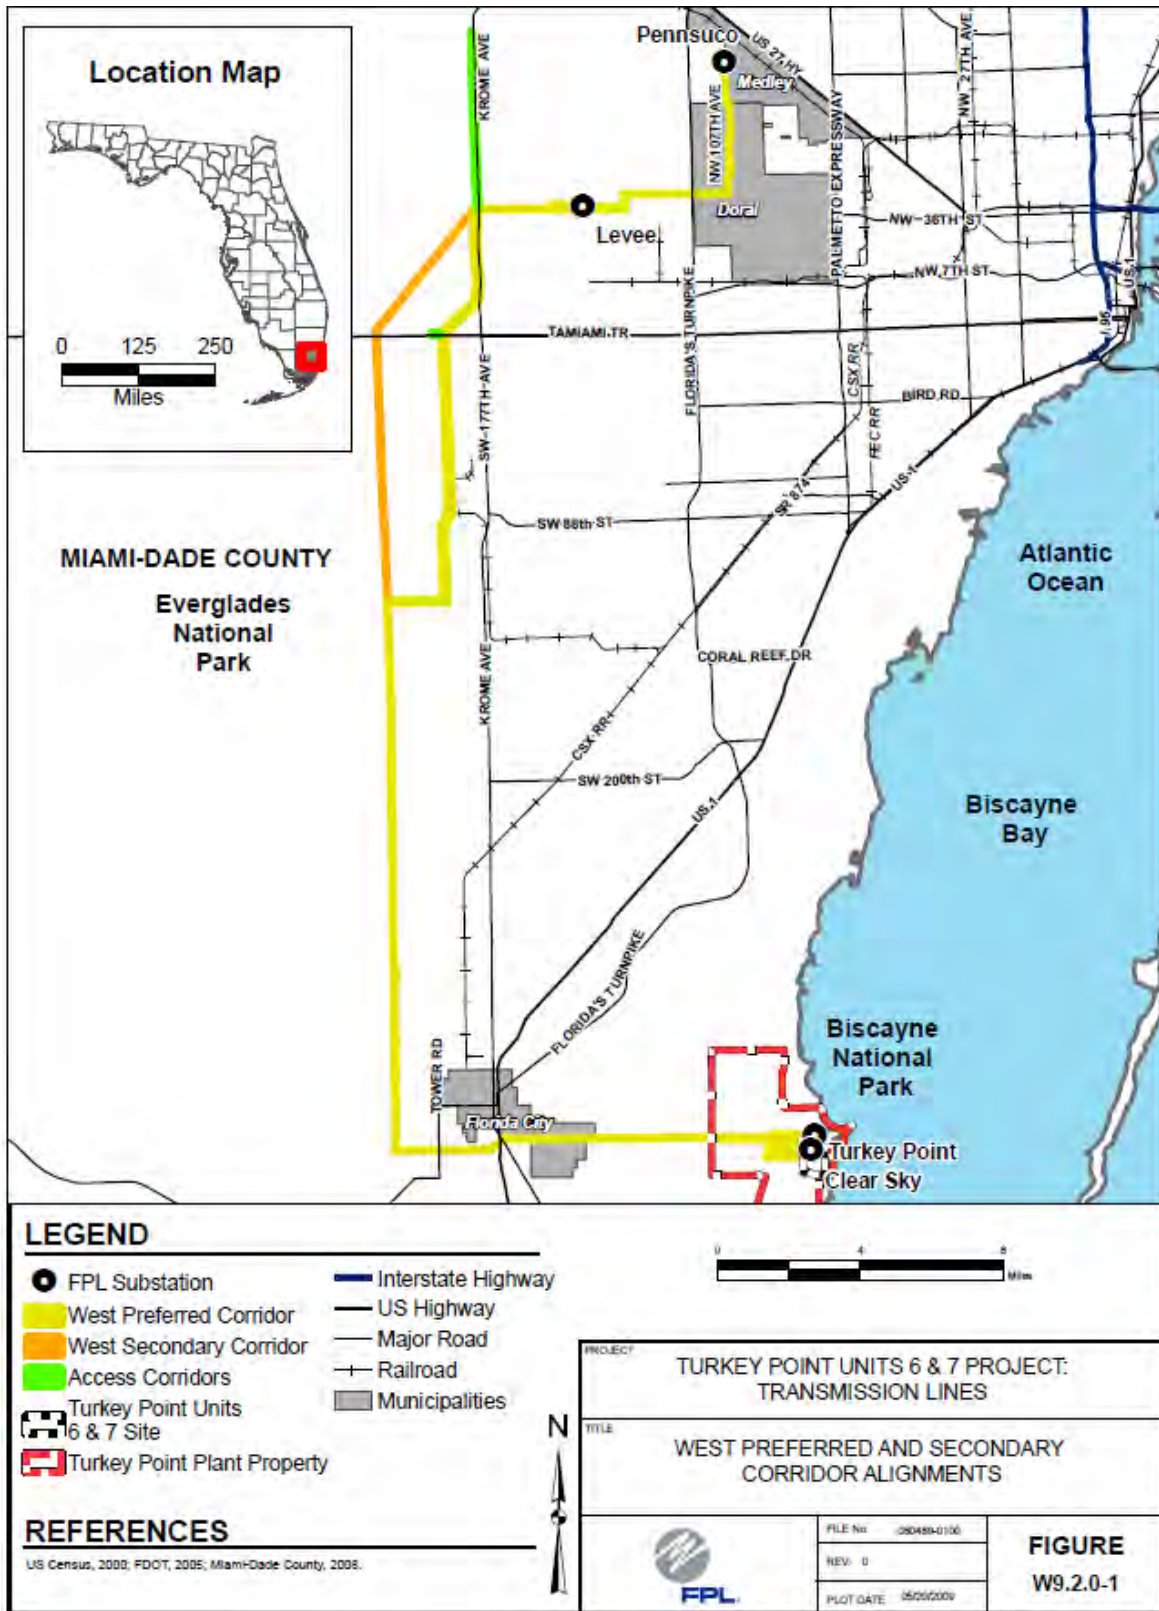 Location Map
0 125 250
Miles
KROME AVE
Pennsuco
US 27 HY
Medley
NW 107TH AVE
PALMETTO EXPRESSWAY
NW 27TH AVE
Levee
Doral
NW 36TH ST
NW 7TH ST
US 1
I 95
TAMIAMI TR
FLORIDA'S TURNPIKE
SW 177TH AVE
CSX RR
FEC RR
BIRD RD
US 1
SR 874
SW 88th ST
MIAMI-DADE COUNTY
Everglades
National
Park
Atlantic
Ocean
KROME AVE
CORAL REEF DR
CSX RR
SW 200th ST
US 1
Biscayne
Bay
FLORIDA'S TURNPIKE
TOWER RD
Florida City
Biscayne
National
Park
Turkey Point
Clear Sky
LEGEND
FPL Substation
West Preferred Corridor
West Secondary Corridor
Access Corridors
Turkey Point Units
6 & 7 Site
Turkey Point Plant Property
Interstate Highway
US Highway
Major Road
Railroad
Municipalities
0 4 8
Miles
N
REFERENCES
US Census, 2000; FDOT, 2005; Miami-Dade County, 2008.
PROJECT
TURKEY POINT UNITS 6 & 7 PROJECT:
TRANSMISSION LINES
TITLE
WEST PREFERRED AND SECONDARY
CORRIDOR ALIGNMENTS
FPL
FILE No
REV: 0
PLOT DATE 05/20/2009
FIGURE
W9.2.0-1